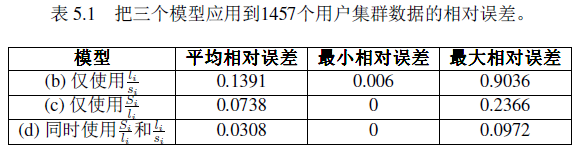 表 5.1 把三个模型应用到1457个用户集群数据的相对误差。
模型 平均相对误差 最小相对误差 最大相对误差
(b) 仅使用 l_i/s_i 0.1391 0.006 0.9036
(c) 仅使用 S_i/l_i 0.0738 0 0.2366
(d) 同时使用 S_i/l_i 和 l_i/s_i 0.0308 0 0.0972